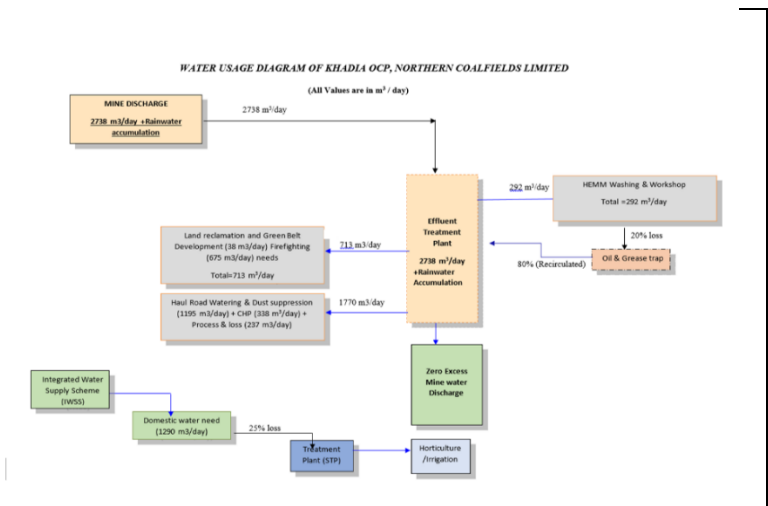 WATER USAGE DIAGRAM OF KHADIA OCP, NORTHERN COALFIELDS LIMITED
(All Values are in m³ / day)
MINE DISCHARGE
2738 m3/day +Rainwater
accumulation
2738 m³/day
292 m³/day
HEMM Washing & Workshop
Total =292 m³/day
20% loss
Oil & Grease trap
80% (Recirculated)
Effluent
Treatment
Plant
2738 m³/day
+Rainwater
Accumulation
Land reclamation and Green Belt
Development (38 m3/day) Firefighting
(675 m3/day) needs
Total=713 m³/day
713 m3/day
Haul Road Watering & Dust suppression
(1195 m3/day) + CHP (338 m³/day) +
Process & loss (237 m3/day)
1770 m3/day
Zero Excess
Mine water
Discharge
Integrated Water
Supply Scheme
(IWSS)
Domestic water need
(1290 m3/day)
25% loss
Treatment
Plant (STP)
Horticulture
/Irrigation